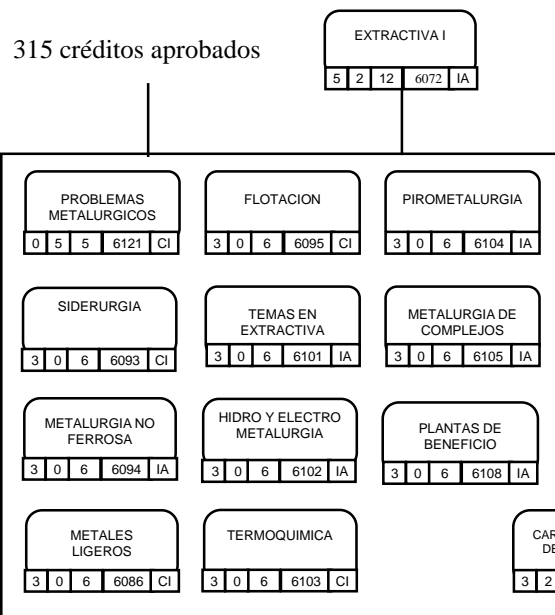 EXTRACTIVA I
315 créditos aprobados
5 2 12 6072 IA
PROBLEMAS
METALURGICOS
0 5 5 6121 CI
FLOTACION
3 0 6 6095 CI
PIROMETALURGIA
3 0 6 6104 IA
SIDERURGIA
3 0 6 6093 CI
TEMAS EN
EXTRACTIVA
3 0 6 6101 IA
METALURGIA DE
COMPLEJOS
3 0 6 6105 IA
METALURGIA NO
FERROSA
3 0 6 6094 IA
HIDRO Y ELECTRO
METALURGIA
3 0 6 6102 IA
PLANTAS DE
BENEFICIO
3 0 6 6108 IA
METALES
LIGEROS
3 0 6 6086 CI
TERMOQUIMICA
3 0 6 6103 CI
CAR
DE
3 2